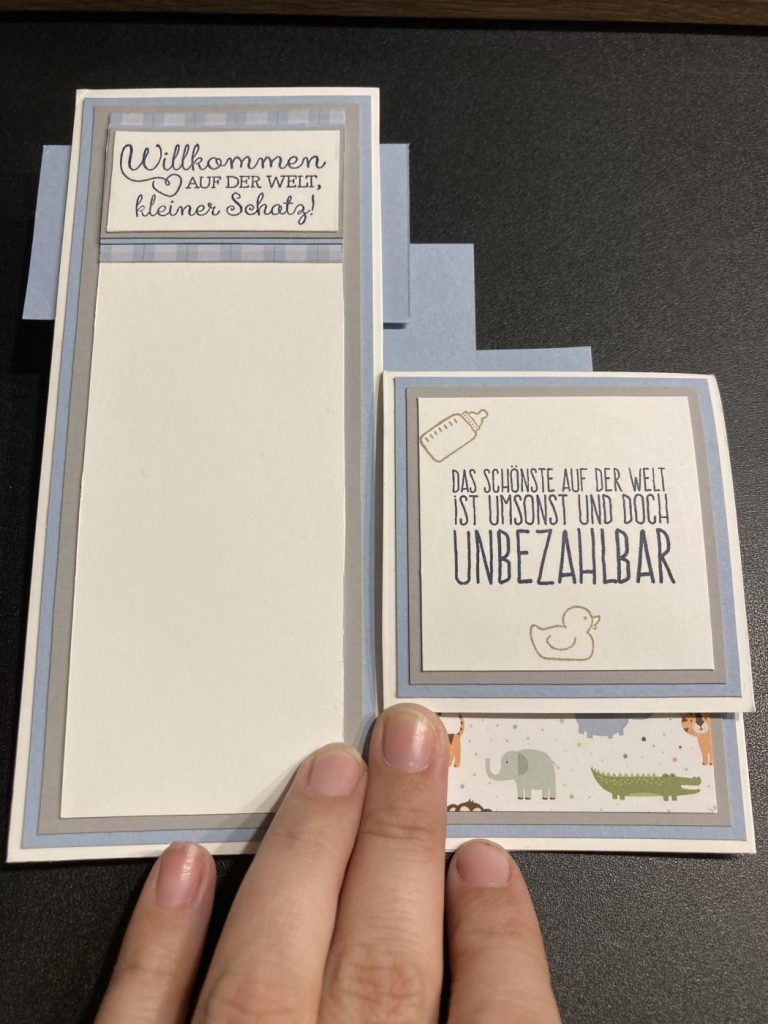 Willkommen
AUF DER WELT,
kleiner Schatz!
DAS SCHÖNSTE AUF DER WELT
IST UMSONST UND DOCH
UNBEZAHLBAR